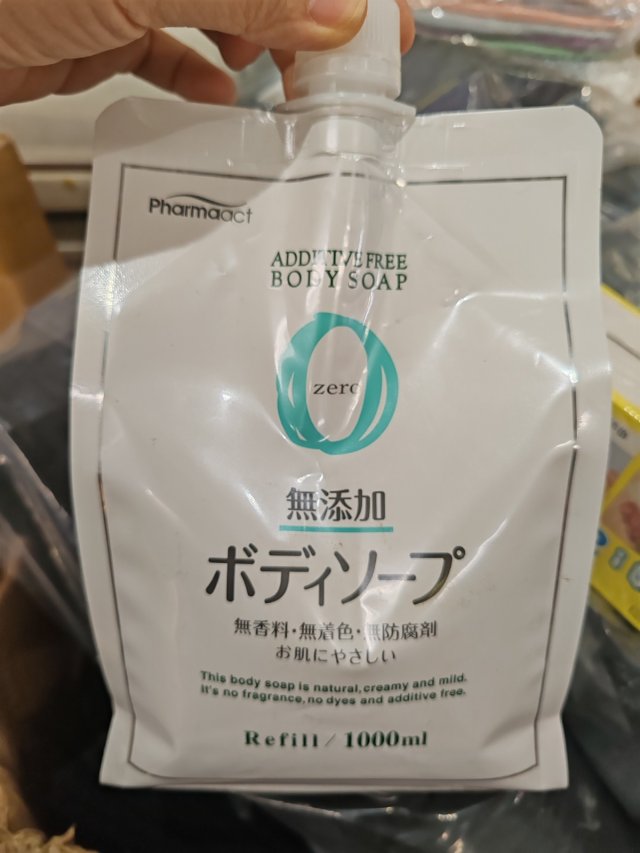 Pharmaact
ADDITIVE FREE
BODY SOAP
zero
無添加
ボディソープ
無香料・無着色・無防腐剤
お肌にやさしい
This body soap is natural, creamy and mild.
It's no fragrance, no dyes and additive free.
Refill / 1000ml